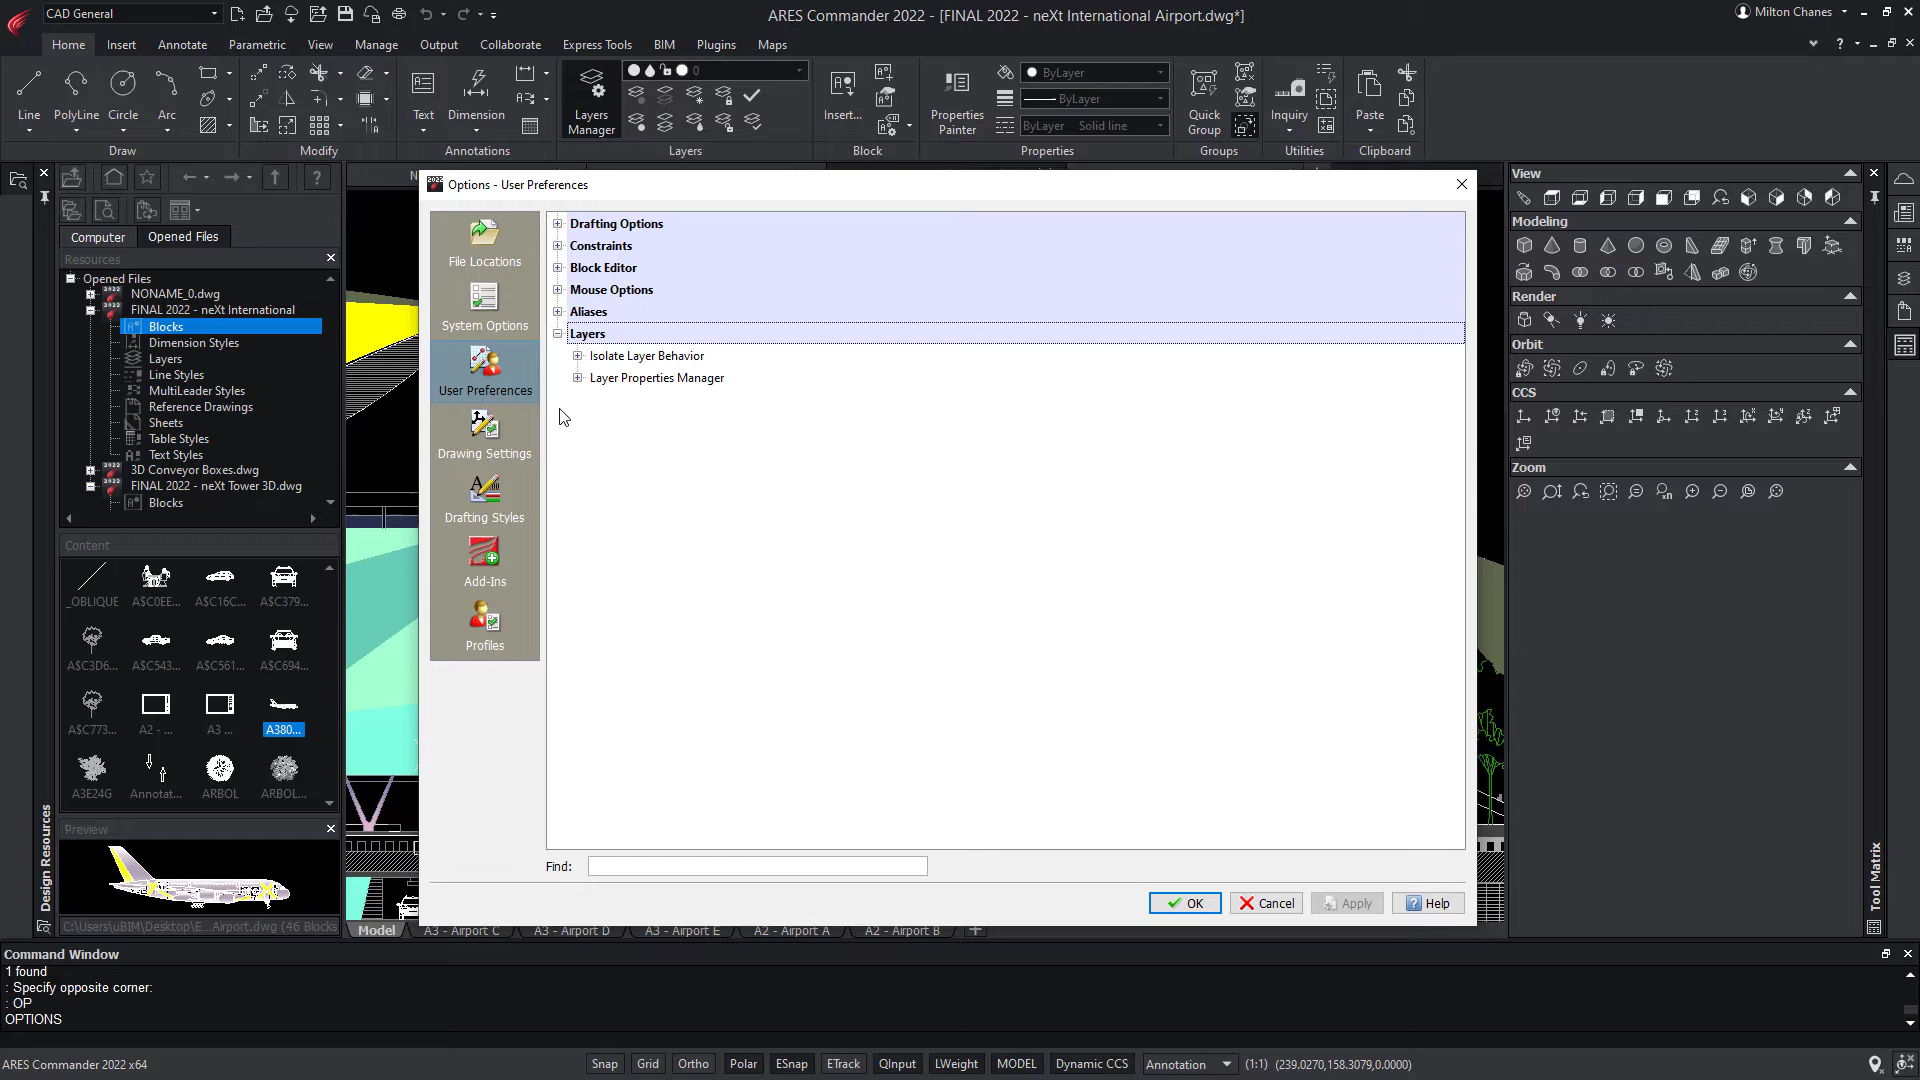 CAD General
ARES Commander 2022 - [FINAL 2022 - neXt International Airport.dwg*]
Milton Chanes
Home
Insert
Annotate
Parametric
View
Manage
Output
Collaborate
Express Tools
BIM
Plugins
Maps
0
ByLayer
ByLayer
ByLayer    Solid line
Line
PolyLine
Circle
Arc
Text
Dimension
Layers
Manager
Insert...
Properties
Painter
Quick
Group
Inquiry
Paste
Draw
Modify
Annotations
Layers
Block
Properties
Groups
Utilities
Clipboard
Computer
Opened Files
Resources
Opened Files
NONAME_0.dwg
FINAL 2022 - neXt International
Blocks
Dimension Styles
Layers
Line Styles
MultiLeader Styles
Reference Drawings
Sheets
Table Styles
Text Styles
3D Conveyor Boxes.dwg
FINAL 2022 - neXt Tower 3D.dwg
Blocks
Content
_OBLIQUE
A$C0EE...
A$C16C...
A$C379...
A$C3D6...
A$C543...
A$C561...
A$C694...
A$C773...
A2 - ...
A3 ...
A380...
A3E24G
Annotat...
ARBOL
ARBOL...
Preview
C:\Users\uBIM\Desktop\E...Airport.dwg (46 Blocks
Design Resources
Options - User Preferences
File Locations
System Options
User Preferences
Drawing Settings
Drafting Styles
Add-Ins
Profiles
Drafting Options
Constraints
Block Editor
Mouse Options
Aliases
Layers
Isolate Layer Behavior
Layer Properties Manager
Find:
OK
Cancel
Apply
Help
Model
A3 - Airport C
A3 - Airport D
A3 - Airport E
A2 - Airport A
A2 - Airport B
View
Modeling
Render
Orbit
CCS
Zoom
Tool Matrix
Command Window
1 found
: Specify opposite corner:
: OP
OPTIONS
ARES Commander 2022 x64
Snap
Grid
Ortho
Polar
ESnap
ETrack
QInput
LWeight
MODEL
Dynamic CCS
Annotation
(1:1)
(239.0270,158.3079,0.0000)